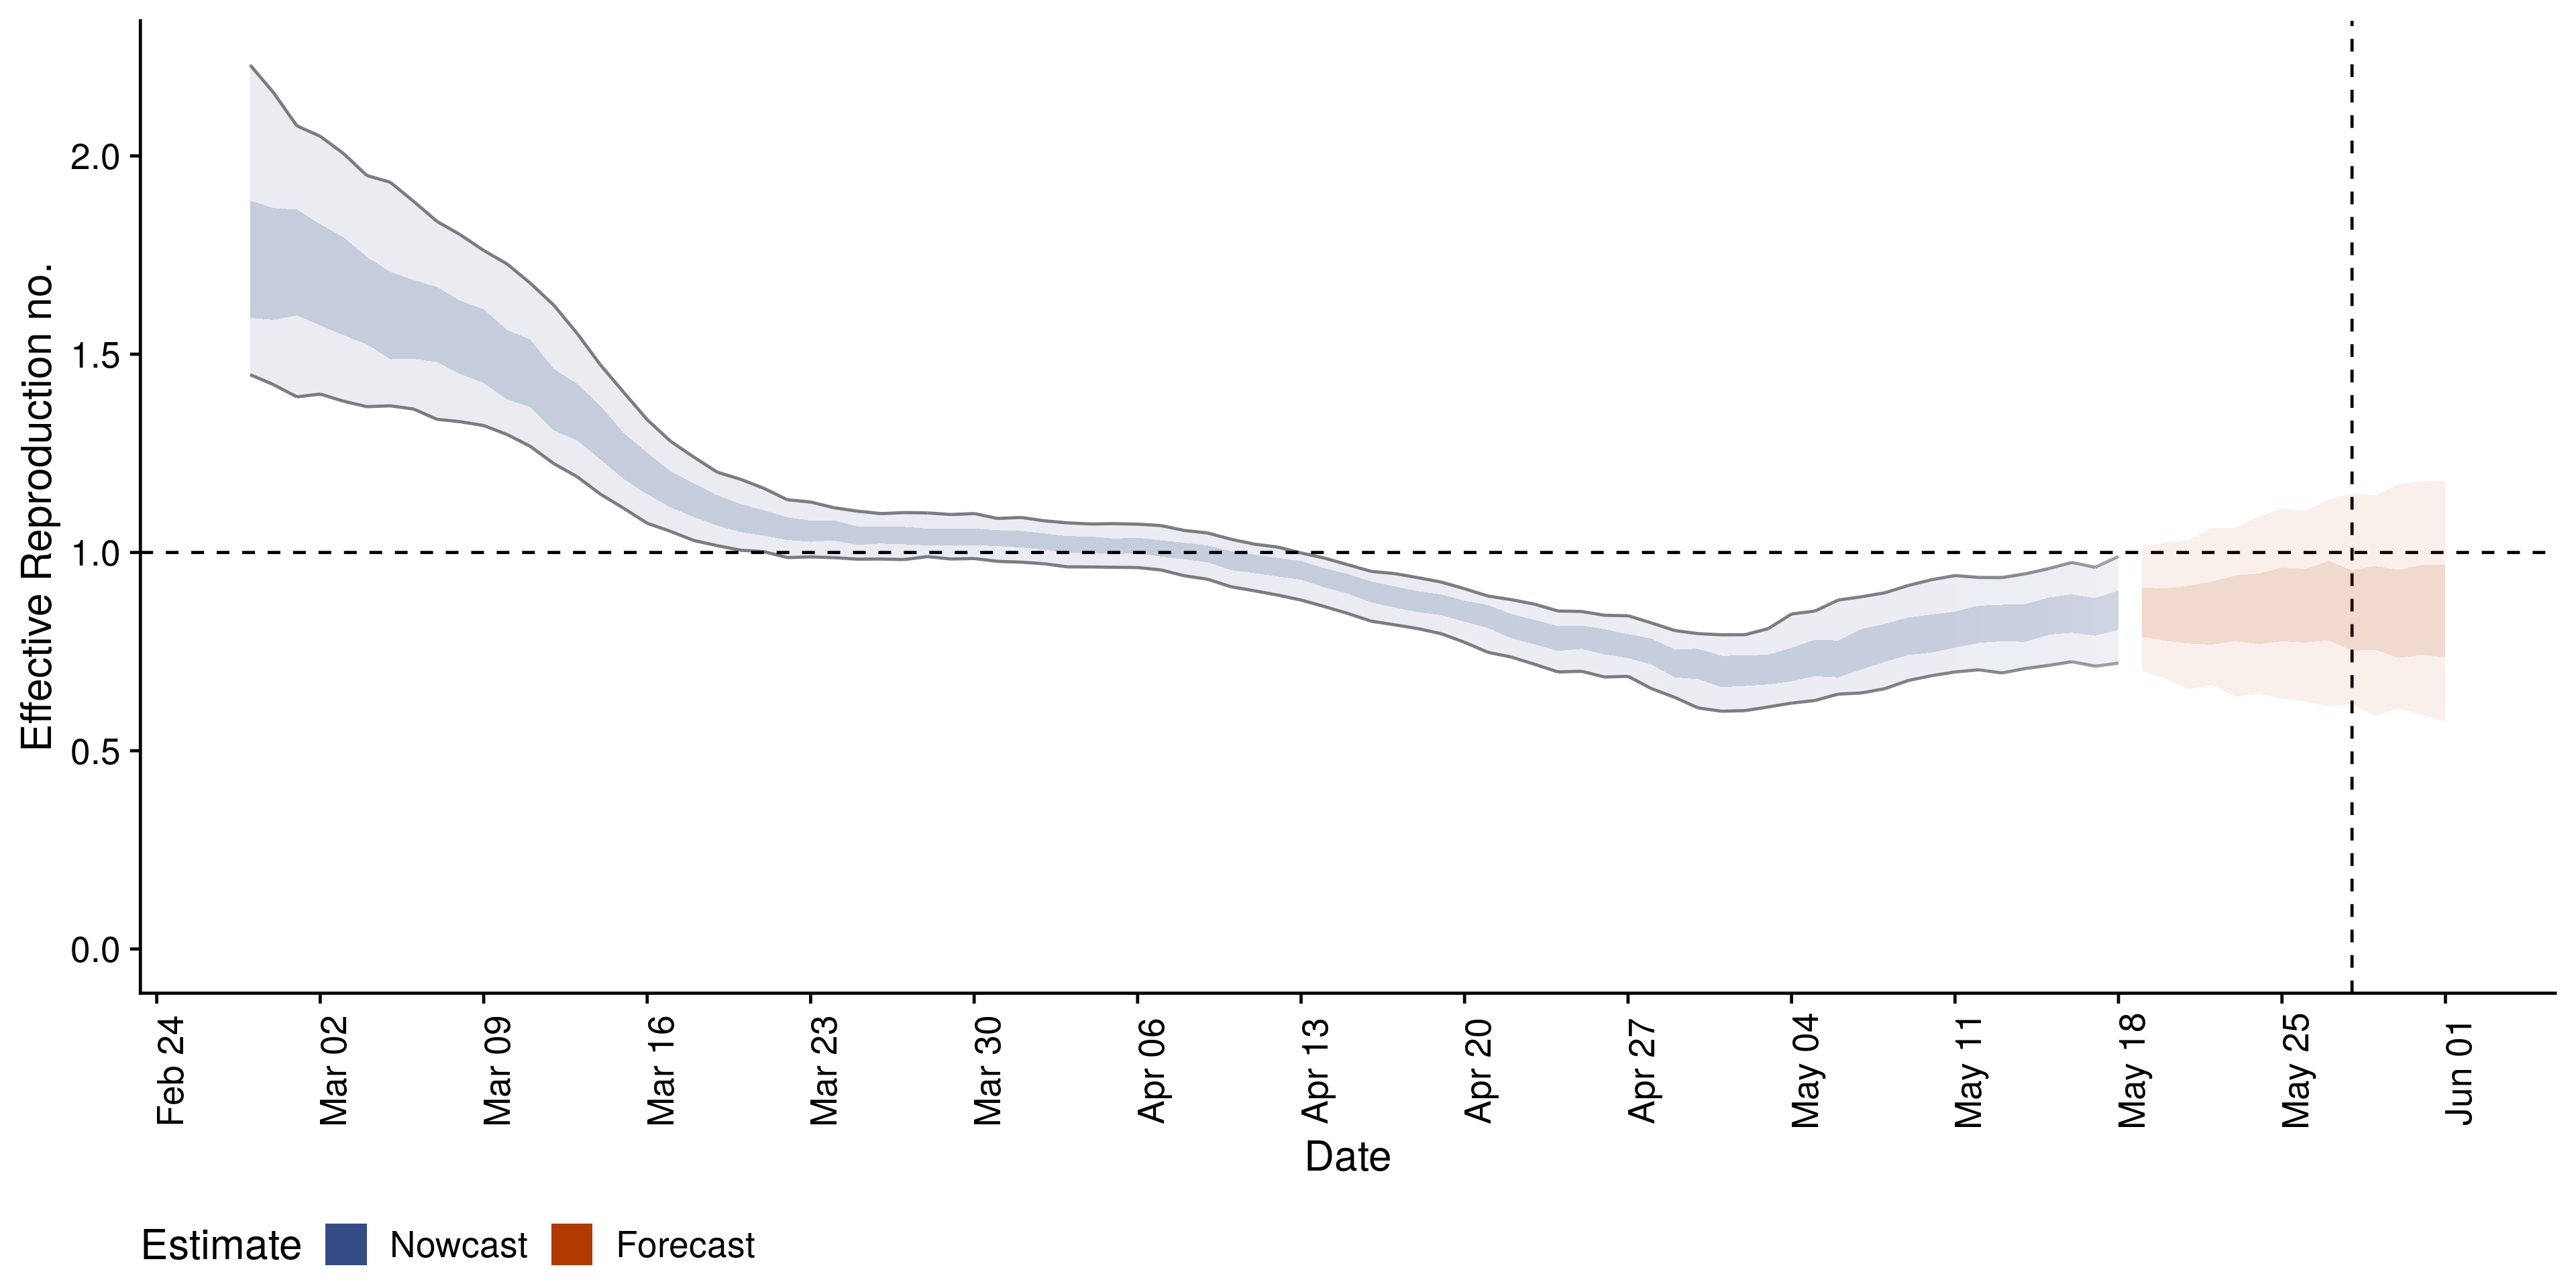 Effective Reproduction no.
2.0
1.5
1.0
0.5
0.0
Feb 24
Mar 02
Mar 09
Mar 16
Mar 23
Mar 30
Apr 06
Apr 13
Apr 20
Apr 27
May 04
May 11
May 18
May 25
Jun 01
Date
Estimate Nowcast Forecast